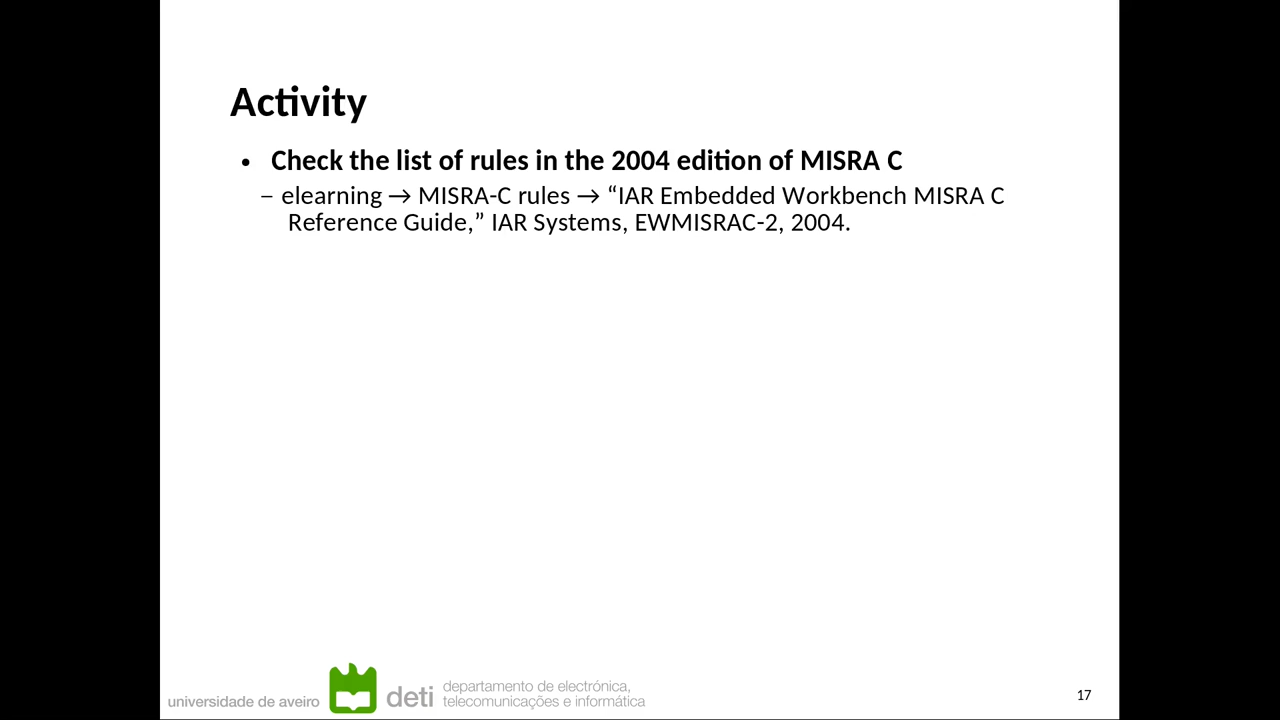 Activity
• Check the list of rules in the 2004 edition of MISRA C
– elearning → MISRA-C rules → “IAR Embedded Workbench MISRA C
Reference Guide,” IAR Systems, EWMISRAC-2, 2004.
universidade de aveiro
deti
departamento de electrónica,
telecomunicações e informática
17